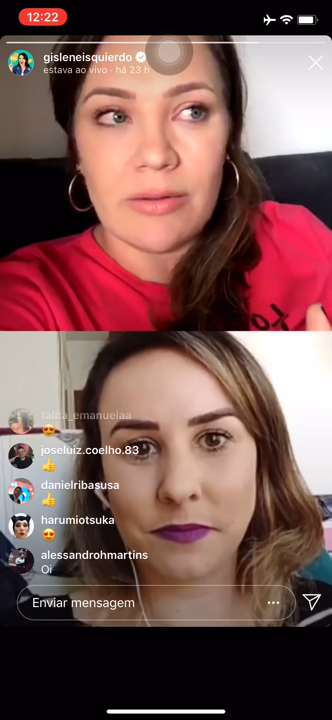 12:22
gisleneisquierdo
estava ao vivo · há 23 h
talita_emanuelaa
joseluiz.coelho.83
danielribasusa
harumiotsuka
alessandrohmartins
Oi
Enviar mensagem